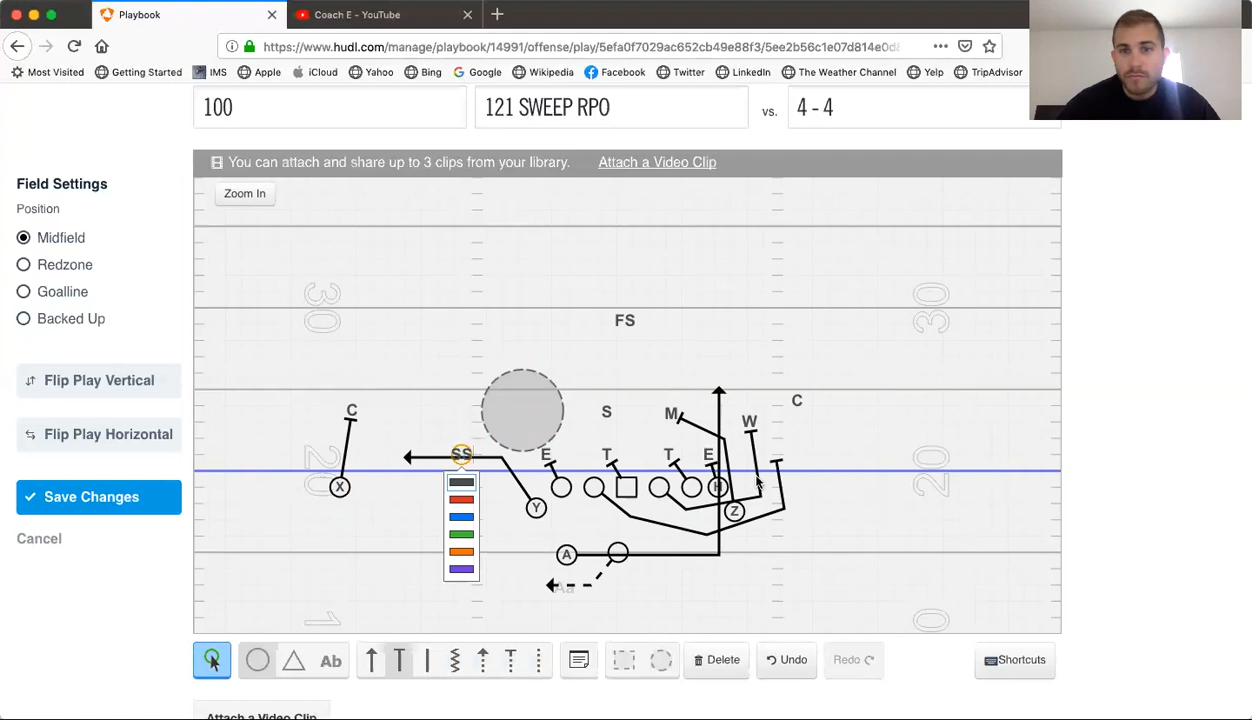 Playbook
Coach E - YouTube
https://www.hudl.com/manage/playbook/14991/offense/play/5efa0f7029ac652cb49e88f3/5ee2b56c1e07d814e0d
Most Visited
Getting Started
IMS
Apple
iCloud
Yahoo
Bing
Google
Wikipedia
Facebook
Twitter
LinkedIn
The Weather Channel
Yelp
TripAdvisor
100
121 SWEEP RPO
vs.
4 - 4
You can attach and share up to 3 clips from your library.
Attach a Video Clip
Field Settings
Position
Midfield
Redzone
Goalline
Backed Up
Flip Play Vertical
Flip Play Horizontal
Save Changes
Cancel
Zoom In
30
30
FS
C
C
S
M
W
SS
E
T
T
E
20
20
X
H
Y
Z
A
Aa
1
0
Ab
Delete
Undo
Redo
Shortcuts
Attach a Video Clip